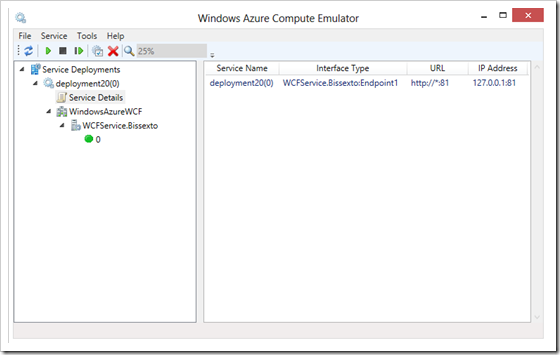 Windows Azure Compute Emulator
File Service Tools Help
25%
Service Deployments
deployment20(0)
Service Details
WindowsAzureWCF
WCFService.Bissexto
0
Service Name Interface Type URL IP Address
deployment20(0) WCFService.Bissexto:Endpoint1 http://*:81 127.0.0.1:81